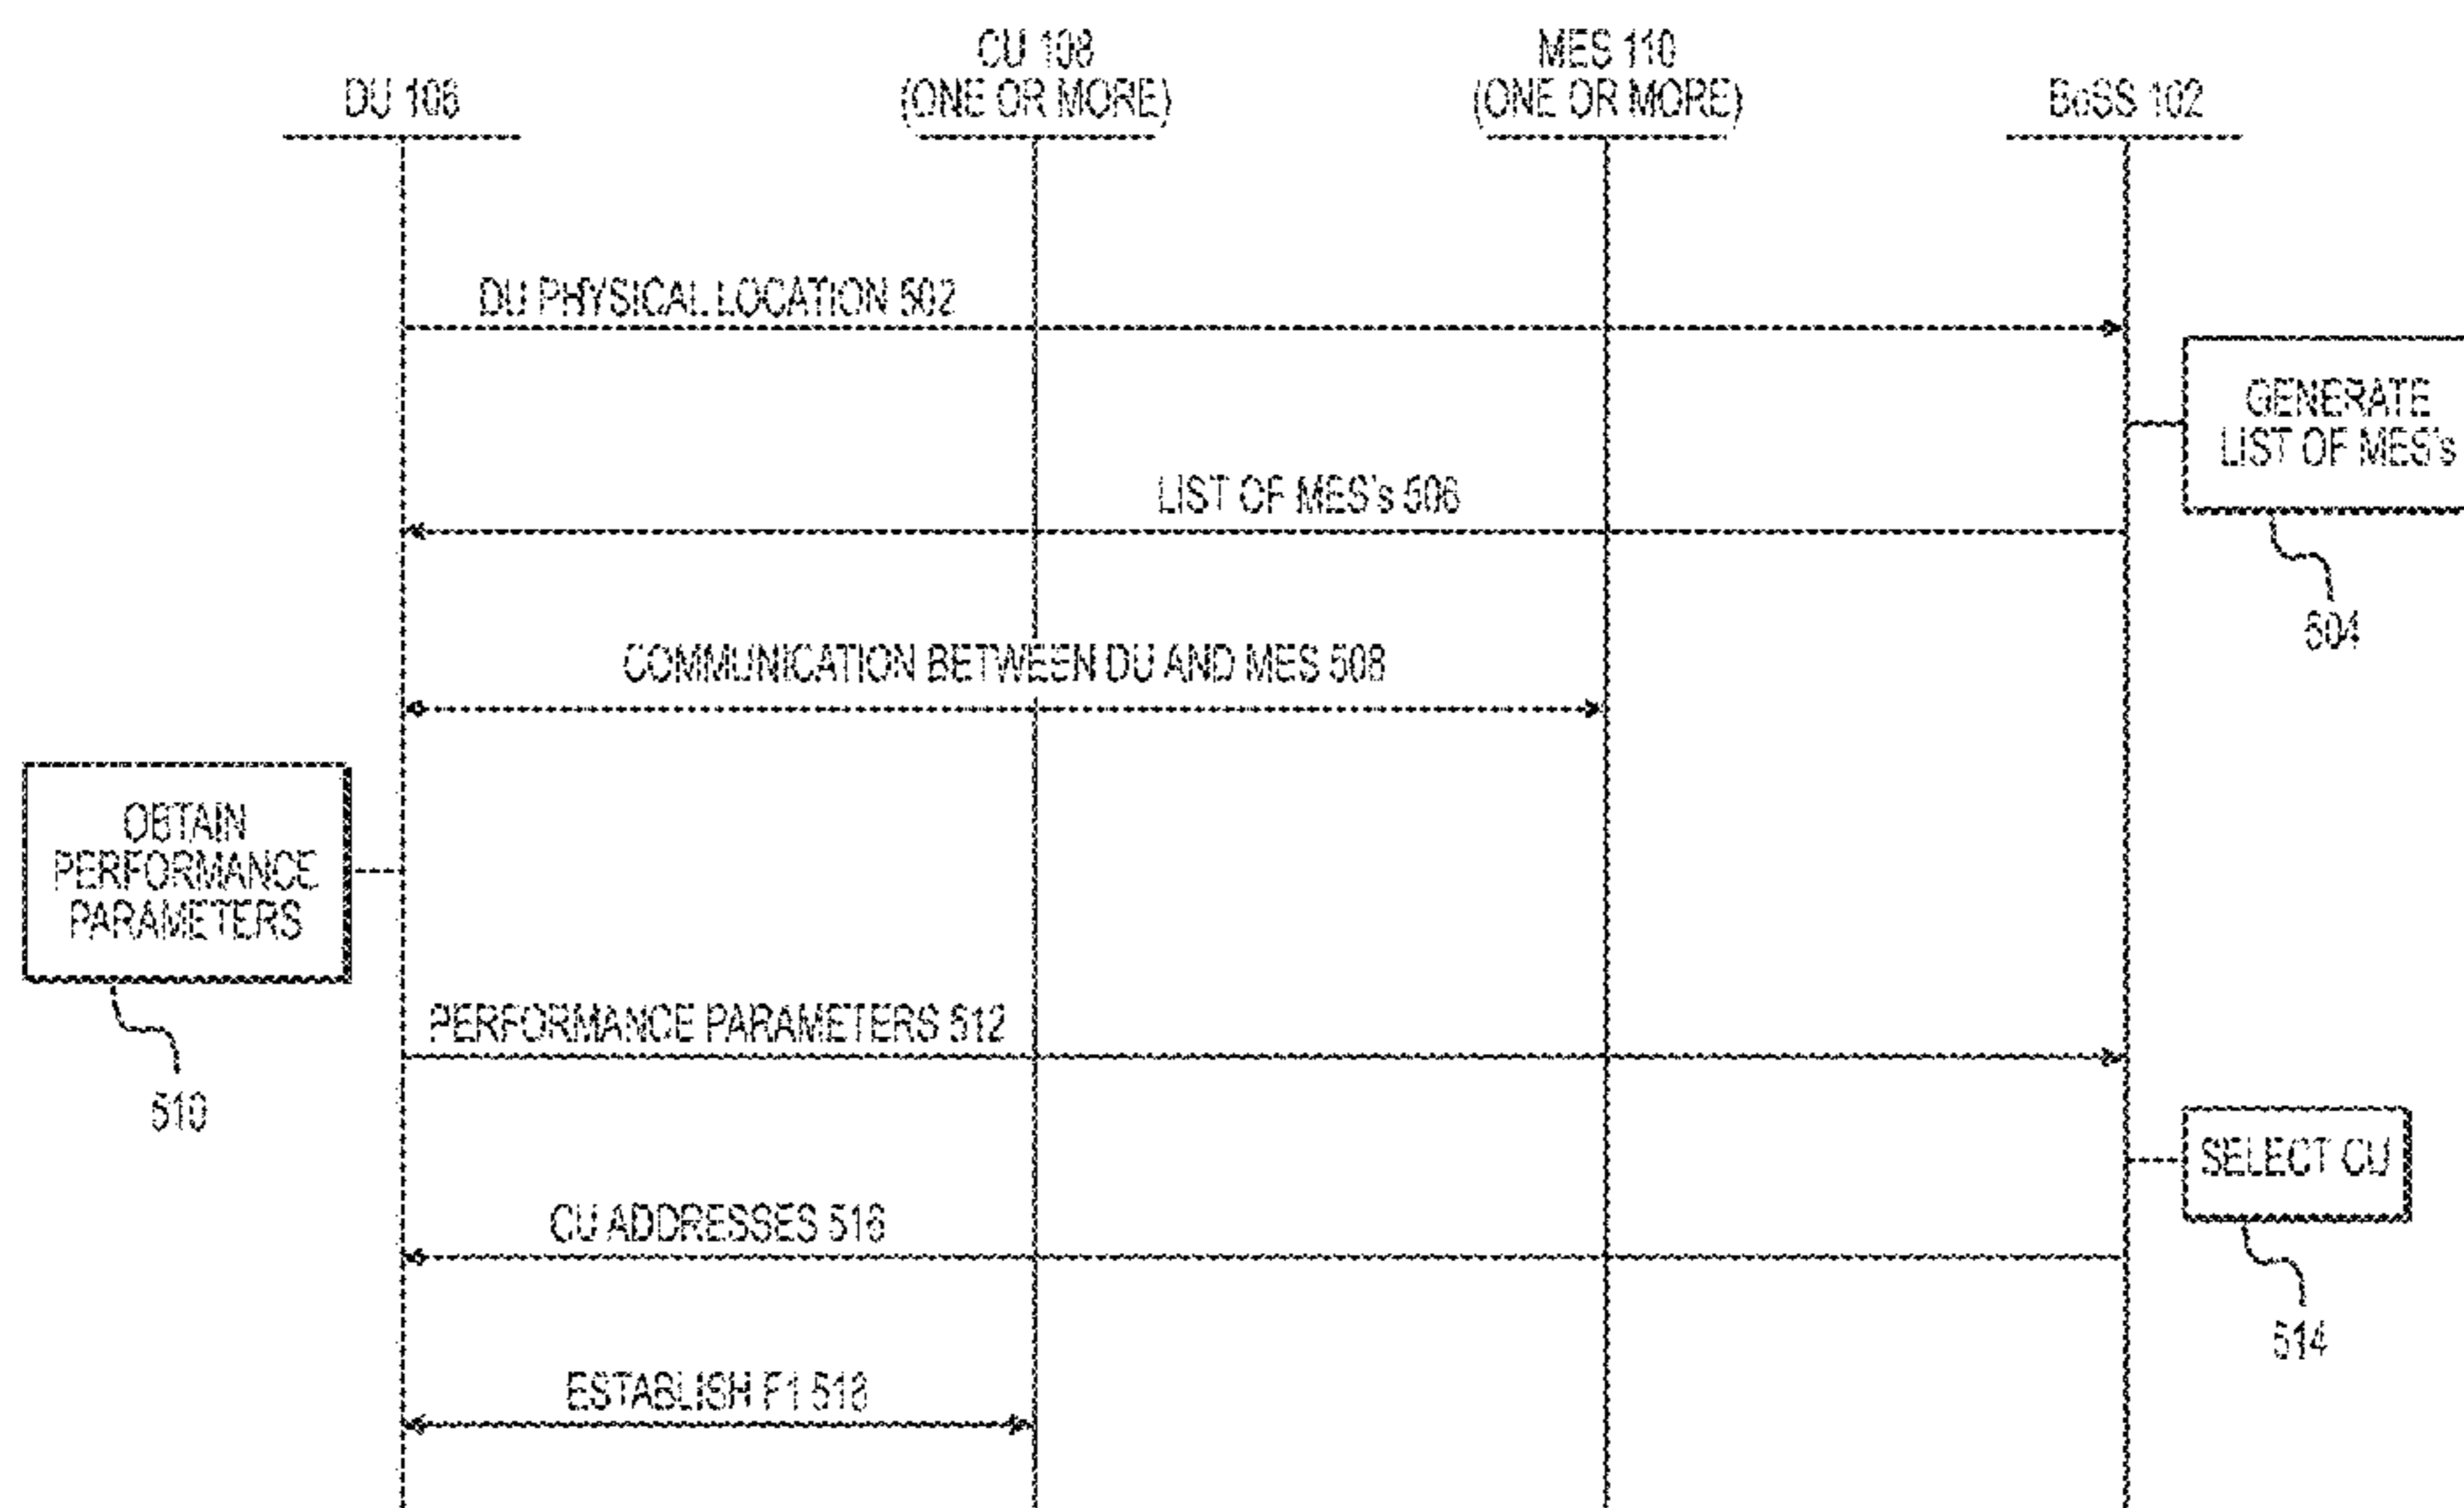 DU 106
CU 108
(ONE OR MORE)
MES 110
(ONE OR MORE)
BoSS 102
DU PHYSICAL LOCATION 502
GENERATE
LIST OF MES's
504
LIST OF MES's 506
COMMUNICATION BETWEEN DU AND MES 508
OBTAIN
PERFORMANCE
PARAMETERS
510
PERFORMANCE PARAMETERS 512
SELECT CU
514
CU ADDRESSES 516
ESTABLISH F1 518